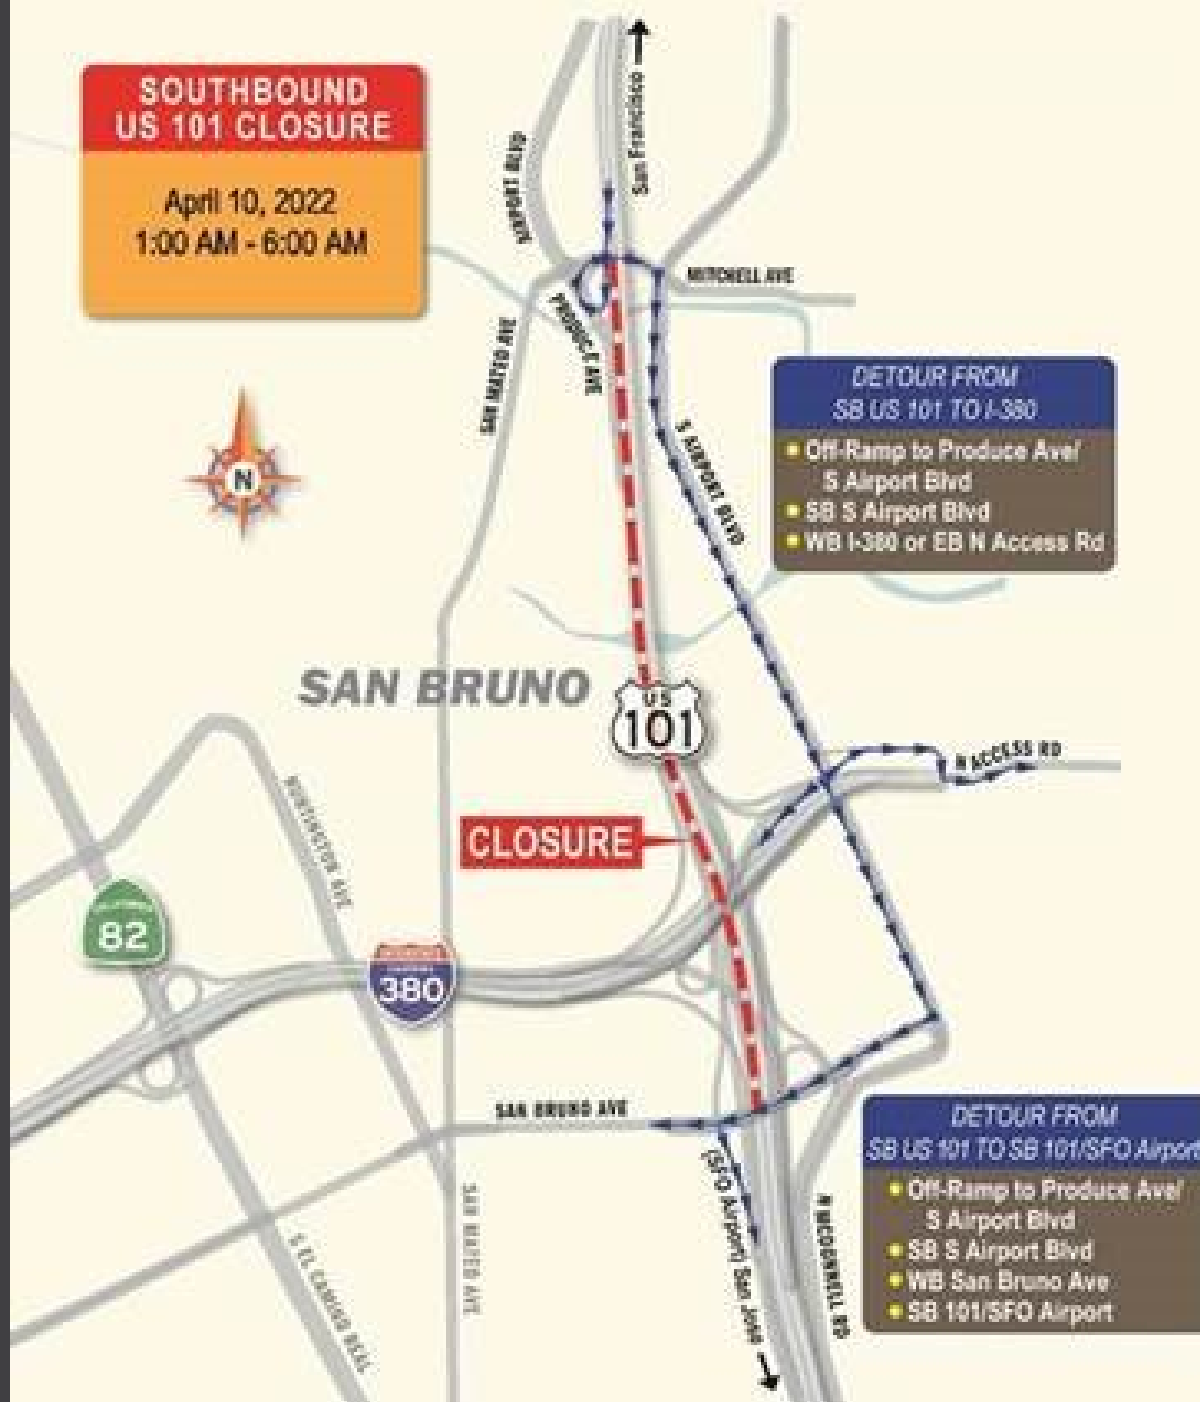 SOUTHBOUND
US 101 CLOSURE
April 10, 2022
1:00 AM - 6:00 AM
San Francisco
AIRPORT BLVD
MITCHELL AVE
PRODUCE AVE
SAN MATEO AVE
N
DETOUR FROM
SB US 101 TO I-380
Off-Ramp to Produce Ave/
S Airport Blvd
SB S Airport Blvd
WB I-380 or EB N Access Rd
S AIRPORT BLVD
SAN BRUNO
US
101
N ACCESS RD
HUNTINGTON AVE
CLOSURE
CALIFORNIA
82
INTERSTATE
380
SAN BRUNO AVE
DETOUR FROM
SB US 101 TO SB 101/SFO Airport
Off-Ramp to Produce Ave/
S Airport Blvd
SB S Airport Blvd
WB San Bruno Ave
SB 101/SFO Airport
(SFO Airport) San Jose
N MCDONNELL RD
SAN MATEO AVE
S EL CAMINO REAL